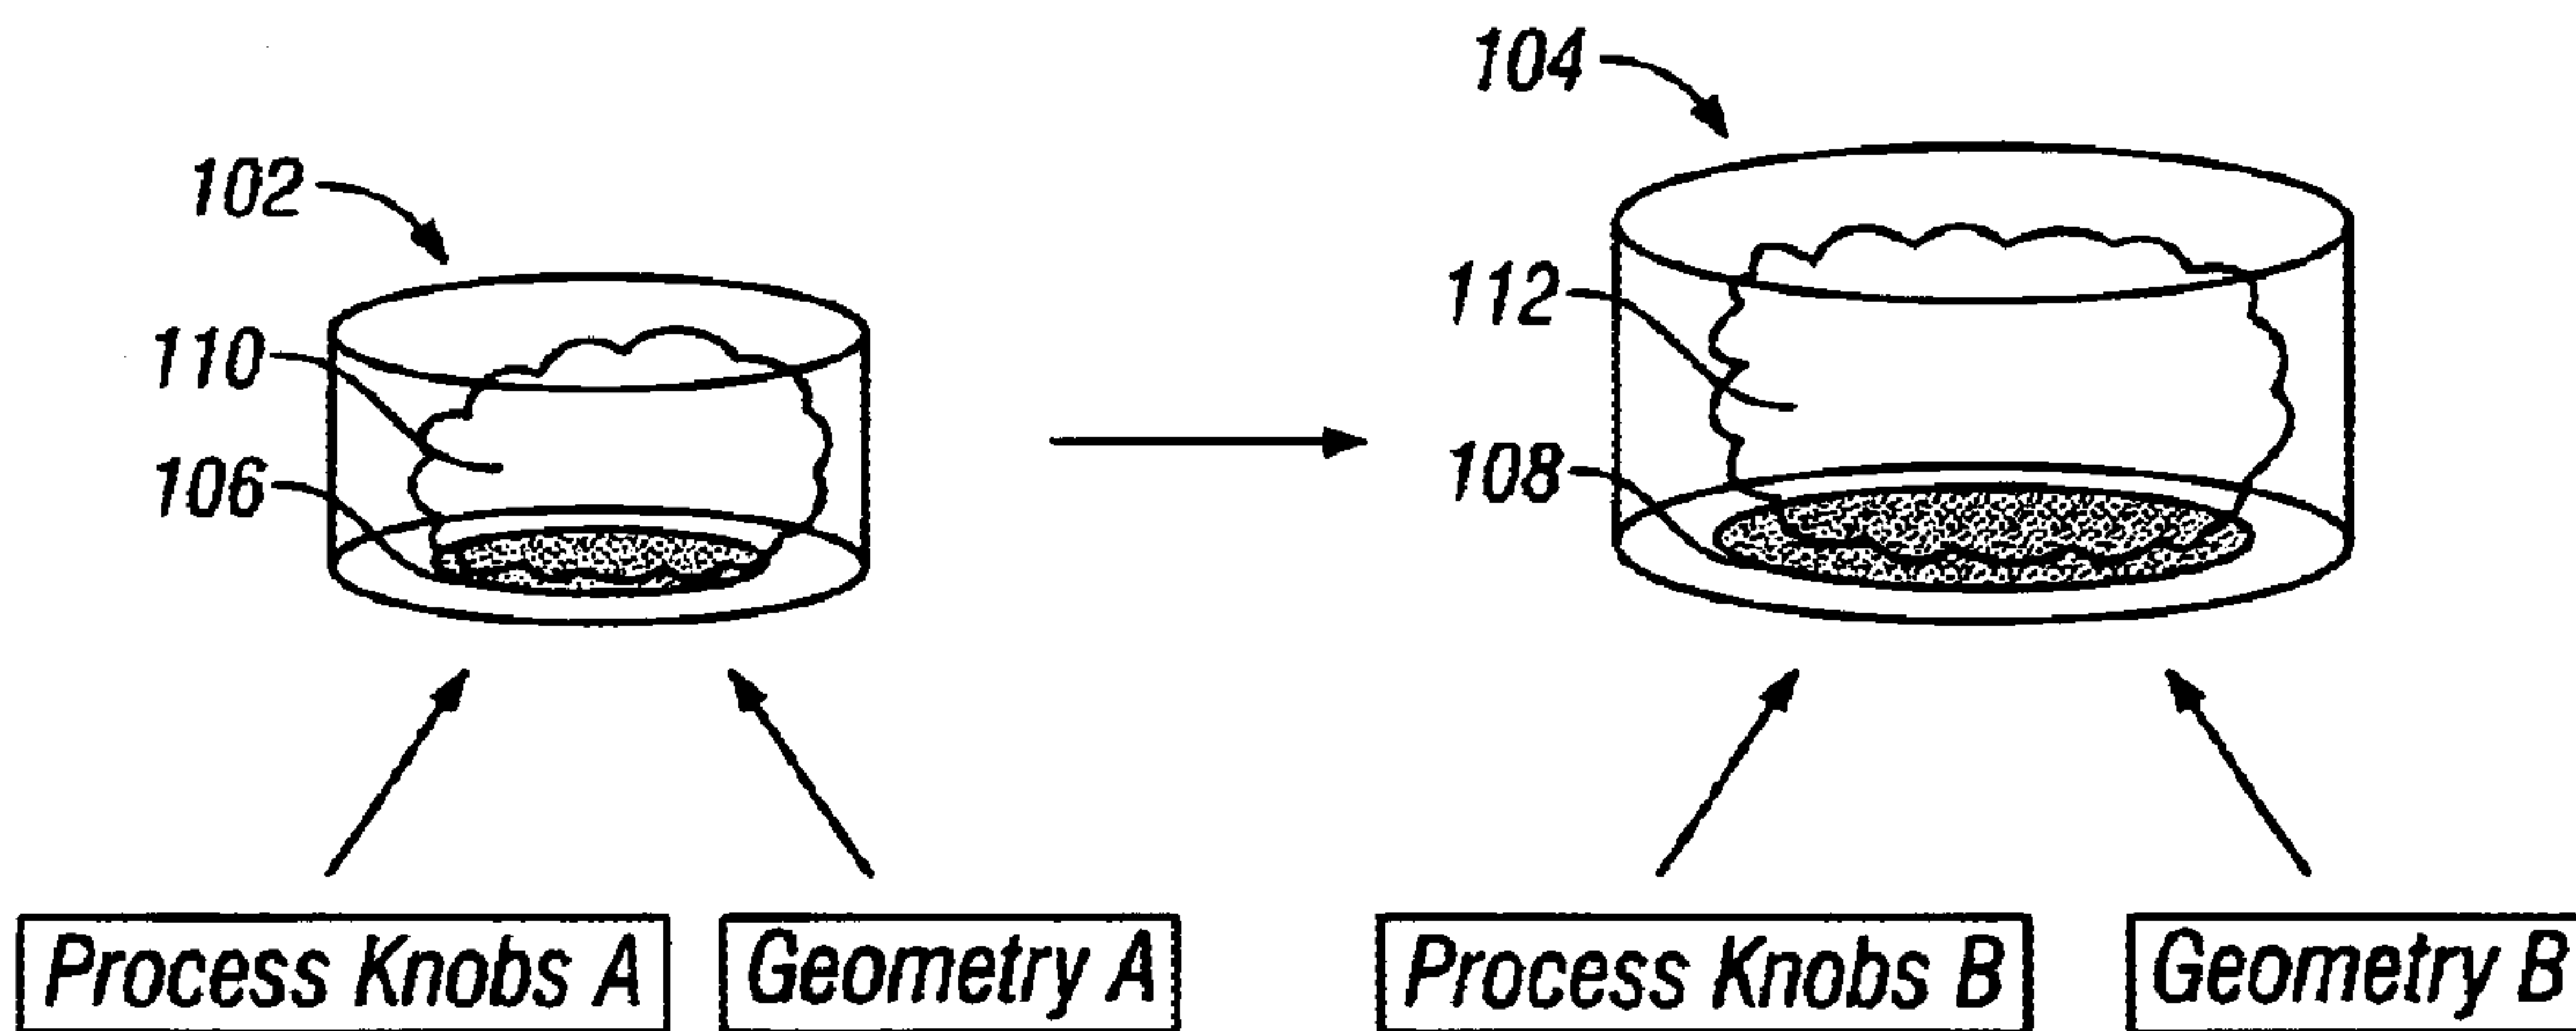 102
110
106
104
112
108
Process Knobs A
Geometry A
Process Knobs B
Geometry B